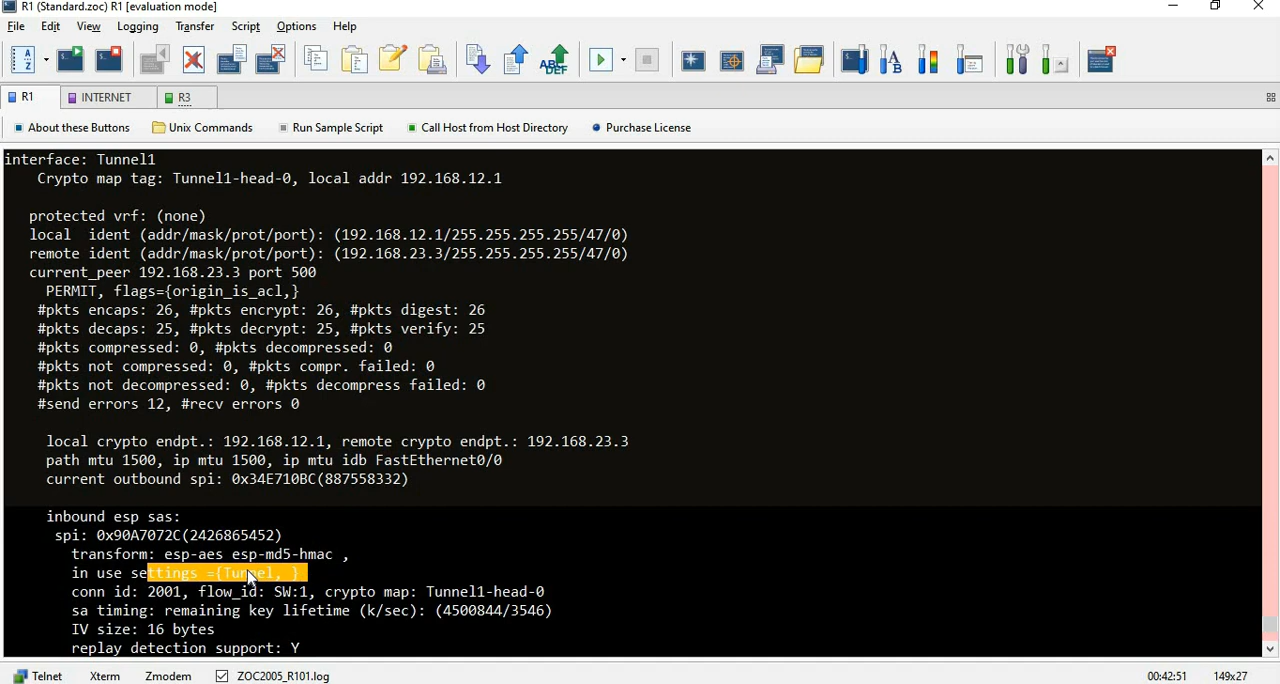 R1 (Standard.zoc) R1 [evaluation mode]
File Edit View Logging Transfer Script Options Help
R1 INTERNET R3
About these Buttons Unix Commands Run Sample Script Call Host from Host Directory Purchase License
interface: Tunnel1
Crypto map tag: Tunnel1-head-0, local addr 192.168.12.1
protected vrf: (none)
local ident (addr/mask/prot/port): (192.168.12.1/255.255.255.255/47/0)
remote ident (addr/mask/prot/port): (192.168.23.3/255.255.255.255/47/0)
current_peer 192.168.23.3 port 500
PERMIT, flags={origin_is_acl,}
#pkts encaps: 26, #pkts encrypt: 26, #pkts digest: 26
#pkts decaps: 25, #pkts decrypt: 25, #pkts verify: 25
#pkts compressed: 0, #pkts decompressed: 0
#pkts not compressed: 0, #pkts compr. failed: 0
#pkts not decompressed: 0, #pkts decompress failed: 0
#send errors 12, #recv errors 0
local crypto endpt.: 192.168.12.1, remote crypto endpt.: 192.168.23.3
path mtu 1500, ip mtu 1500, ip mtu idb FastEthernet0/0
current outbound spi: 0x34E710BC(887558332)
inbound esp sas:
spi: 0x90A7072C(2426865452)
transform: esp-aes esp-md5-hmac ,
in use settings ={Tunnel, }
conn id: 2001, flow_id: SW:1, crypto map: Tunnel1-head-0
sa timing: remaining key lifetime (k/sec): (4500844/3546)
IV size: 16 bytes
replay detection support: Y
Telnet Xterm Zmodem ZOC2005_R101.log 00:42:51 149x27